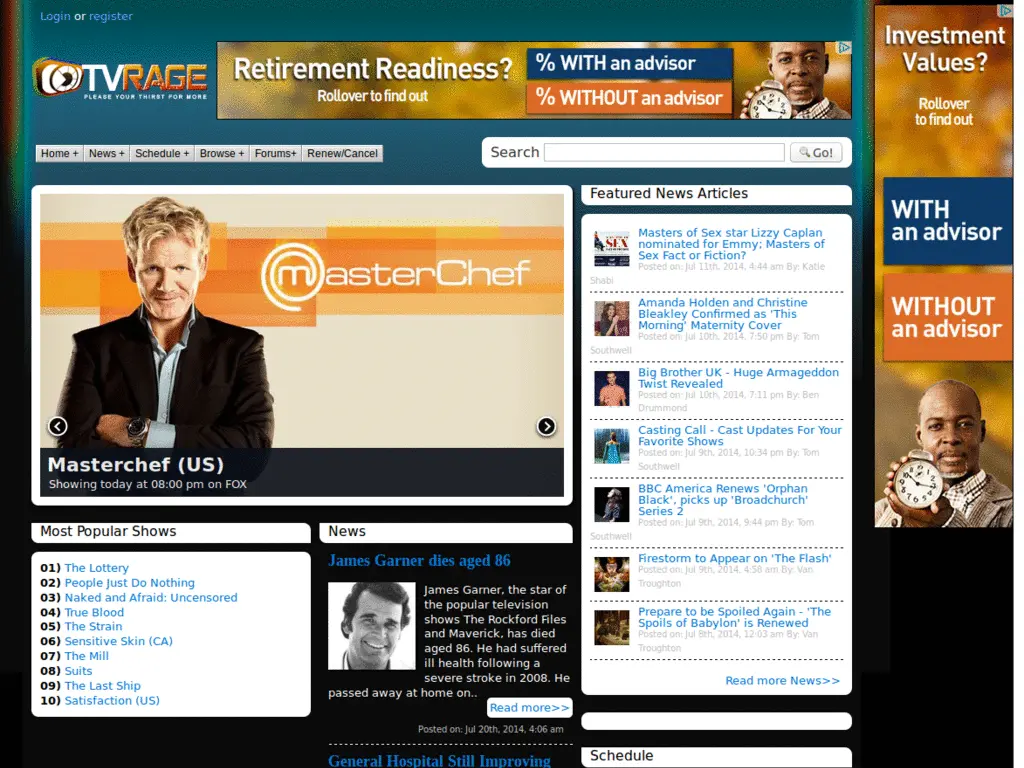 Login or register
TVRAGE
PLEASE YOUR THIRST FOR MORE
Retirement Readiness?
Rollover to find out
% WITH an advisor
% WITHOUT an advisor
Investment
Values?
Rollover
to find out
WITH
an advisor
WITHOUT
an advisor
Home + News + Schedule + Browse + Forums+ Renew/Cancel
Search Go!
masterChef
Masterchef (US)
Showing today at 08:00 pm on FOX
Featured News Articles
Masters of Sex star Lizzy Caplan
nominated for Emmy; Masters of
Sex Fact or Fiction?
Posted on: Jul 11th, 2014, 4:44 am By: Katie
Shabi
Amanda Holden and Christine
Bleakley Confirmed as 'This
Morning' Maternity Cover
Posted on: Jul 10th, 2014, 7:50 pm By: Tom
Southwell
Big Brother UK - Huge Armageddon
Twist Revealed
Posted on: Jul 10th, 2014, 7:11 pm By: Ben
Drummond
Casting Call - Cast Updates For Your
Favorite Shows
Posted on: Jul 9th, 2014, 10:34 pm By: Tom
Southwell
BBC America Renews 'Orphan
Black', picks up 'Broadchurch'
Series 2
Posted on: Jul 9th, 2014, 9:44 pm By: Tom
Southwell
Firestorm to Appear on 'The Flash'
Posted on: Jul 9th, 2014, 4:58 am By: Van
Troughton
Prepare to be Spoiled Again - 'The
Spoils of Babylon' is Renewed
Posted on: Jul 8th, 2014, 12:03 am By: Van
Troughton
Read more News>>
Most Popular Shows
01) The Lottery
02) People Just Do Nothing
03) Naked and Afraid: Uncensored
04) True Blood
05) The Strain
06) Sensitive Skin (CA)
07) The Mill
08) Suits
09) The Last Ship
10) Satisfaction (US)
News
James Garner dies aged 86
James Garner, the star of
the popular television
shows The Rockford Files
and Maverick, has died
aged 86. He had suffered
ill health following a
severe stroke in 2008. He
passed away at home on..
Read more>>
Posted on: Jul 20th, 2014, 4:06 am
General Hospital Still Improving
Schedule